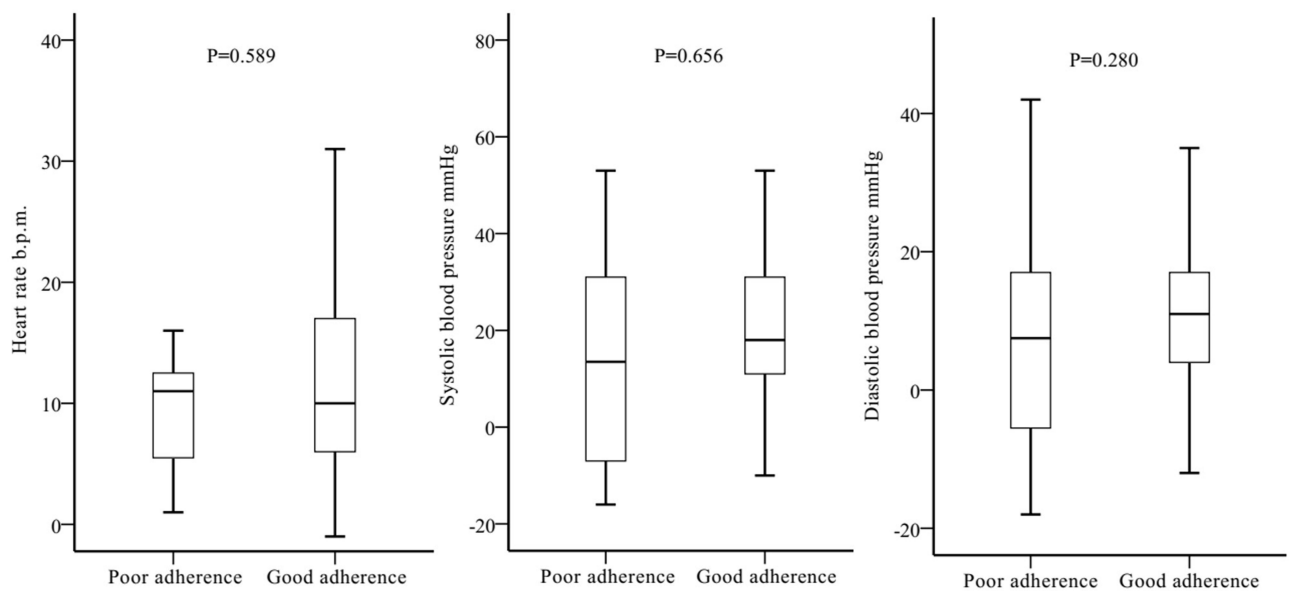 P=0.589
Heart rate b.p.m.
40
30
20
10
0
Poor adherence
Good adherence
P=0.656
Systolic blood pressure mmHg
80
60
40
20
0
-20
Poor adherence
Good adherence
P=0.280
Diastolic blood pressure mmHg
40
20
0
-20
Poor adherence
Good adherence